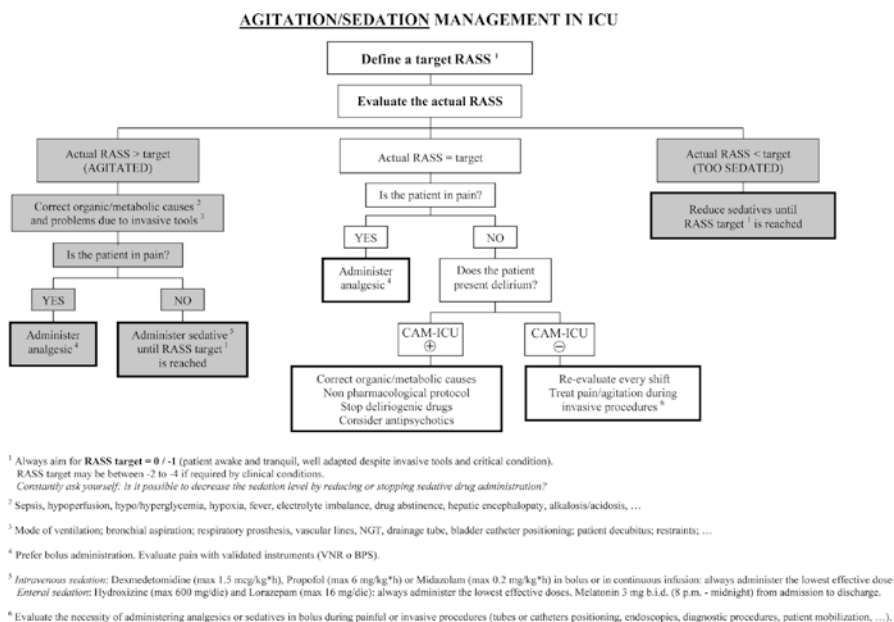 AGITATION/SEDATION MANAGEMENT IN ICU
Define a target RASS 1
Evaluate the actual RASS
Actual RASS > target
(AGITATED)
Correct organic/metabolic causes 2
and problems due to invasive tools 3
Is the patient in pain?
YES
Administer
analgesic 4
NO
Administer sedative 5
until RASS target 1
is reached
Actual RASS = target
Is the patient in pain?
YES
Administer
analgesic 4
NO
Does the patient
present delirium?
CAM-ICU
⊕
Correct organic/metabolic causes
Non pharmacological protocol
Stop deliriogenic drugs
Consider antipsychotics
CAM-ICU
⊖
Re-evaluate every shift
Treat pain/agitation during
invasive procedures 6
Actual RASS < target
(TOO SEDATED)
Reduce sedatives until
RASS target 1 is reached
1 Always aim for RASS target = 0 / -1 (patient awake and tranquil, well adapted despite invasive tools and critical condition).
RASS target may be between -2 to -4 if required by clinical conditions.
Constantly ask yourself: is it possible to decrease the sedation level by reducing or stopping sedative drug administration?
2 Sepsis, hypoperfusion, hypo/hyperglycemia, hypoxia, fever, electrolyte imbalance, drug abstinence, hepatic encephalopaty, alkalosis/acidosis, …
3 Mode of ventilation; bronchial aspiration; respiratory prosthesis, vascular lines, NGT, drainage tube, bladder catheter positioning; patient decubitus; restraints; …
4 Prefer bolus administration. Evaluate pain with validated instruments (VNR o BPS).
5 Intravenous sedation: Dexmedetomidine (max 1.5 mcg/kg*h), Propofol (max 6 mg/kg*h) or Midazolam (max 0.2 mg/kg*h) in bolus or in continuous infusion: always administer the lowest effective dose
Enteral sedation: Hydroxizine (max 600 mg/die) and Lorazepam (max 16 mg/die): always administer the lowest effective doses. Melatonin 3 mg b.i.d. (8 p.m. - midnight) from admission to discharge.
6 Evaluate the necessity of administering analgesics or sedatives in bolus during painful or invasive procedures (tubes or catheters positioning, endoscopies, diagnostic procedures, patient mobilization, …).